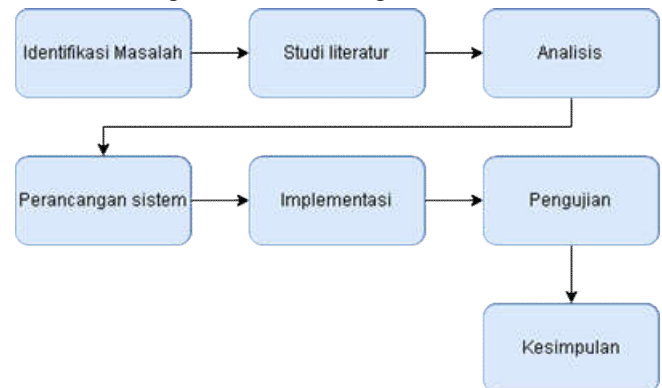 Identifikasi Masalah
Studi literatur
Analisis
Perancangan sistem
Implementasi
Pengujian
Kesimpulan